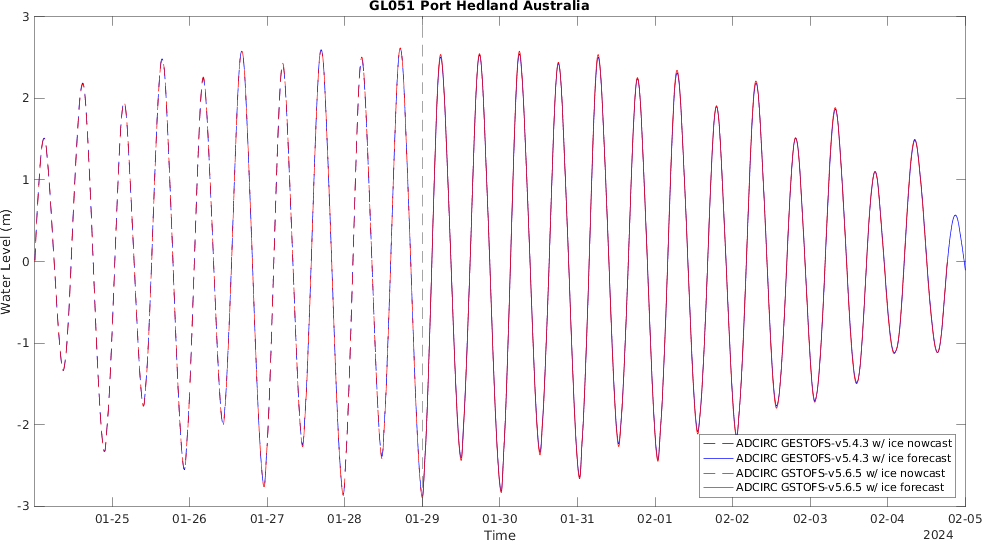 GL051 Port Hedland Australia
3
2
1
0
-1
-2
-3
Water Level (m)
ADCIRC GESTOFS-v5.4.3 w/ ice nowcast
ADCIRC GESTOFS-v5.4.3 w/ ice forecast
ADCIRC GSTOFS-v5.6.5 w/ ice nowcast
ADCIRC GSTOFS-v5.6.5 w/ ice forecast
01-25 01-26 01-27 01-28 01-29 01-30 01-31 02-01 02-02 02-03 02-04 02-05
Time 2024